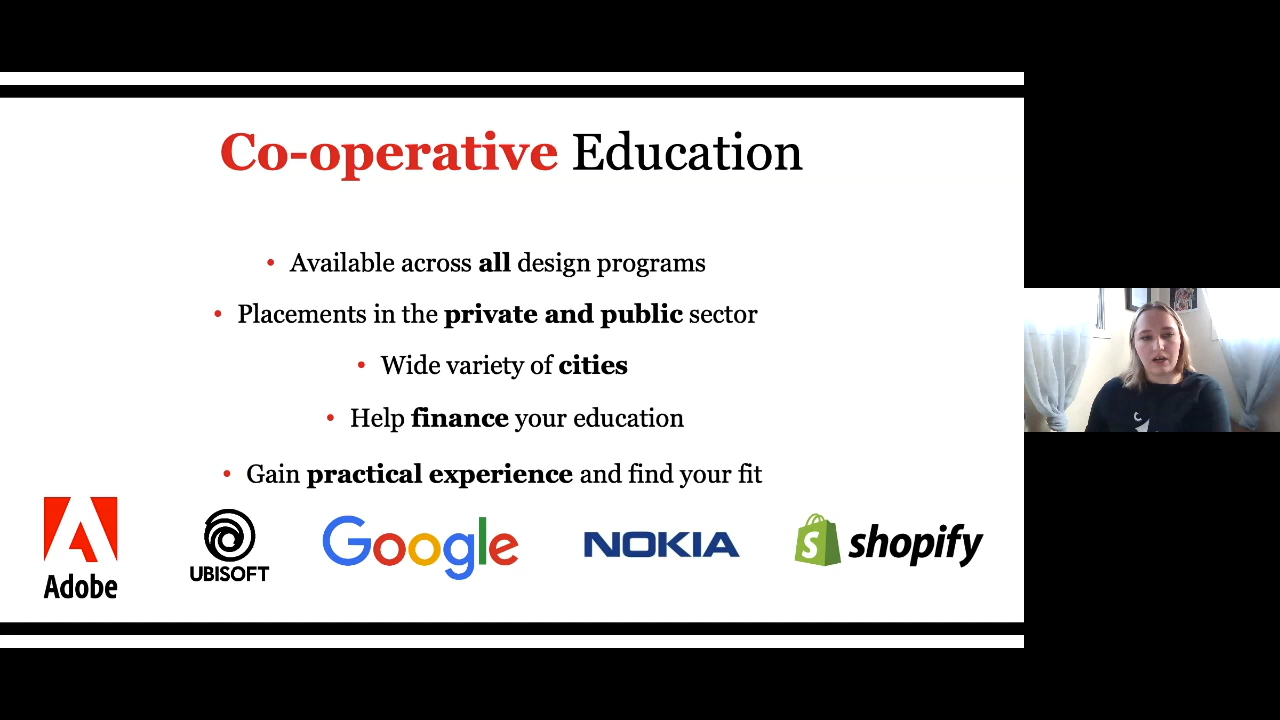 Co-operative Education
• Available across all design programs
• Placements in the private and public sector
• Wide variety of cities
• Help finance your education
• Gain practical experience and find your fit
Adobe
UBISOFT
Google
NOKIA
shopify